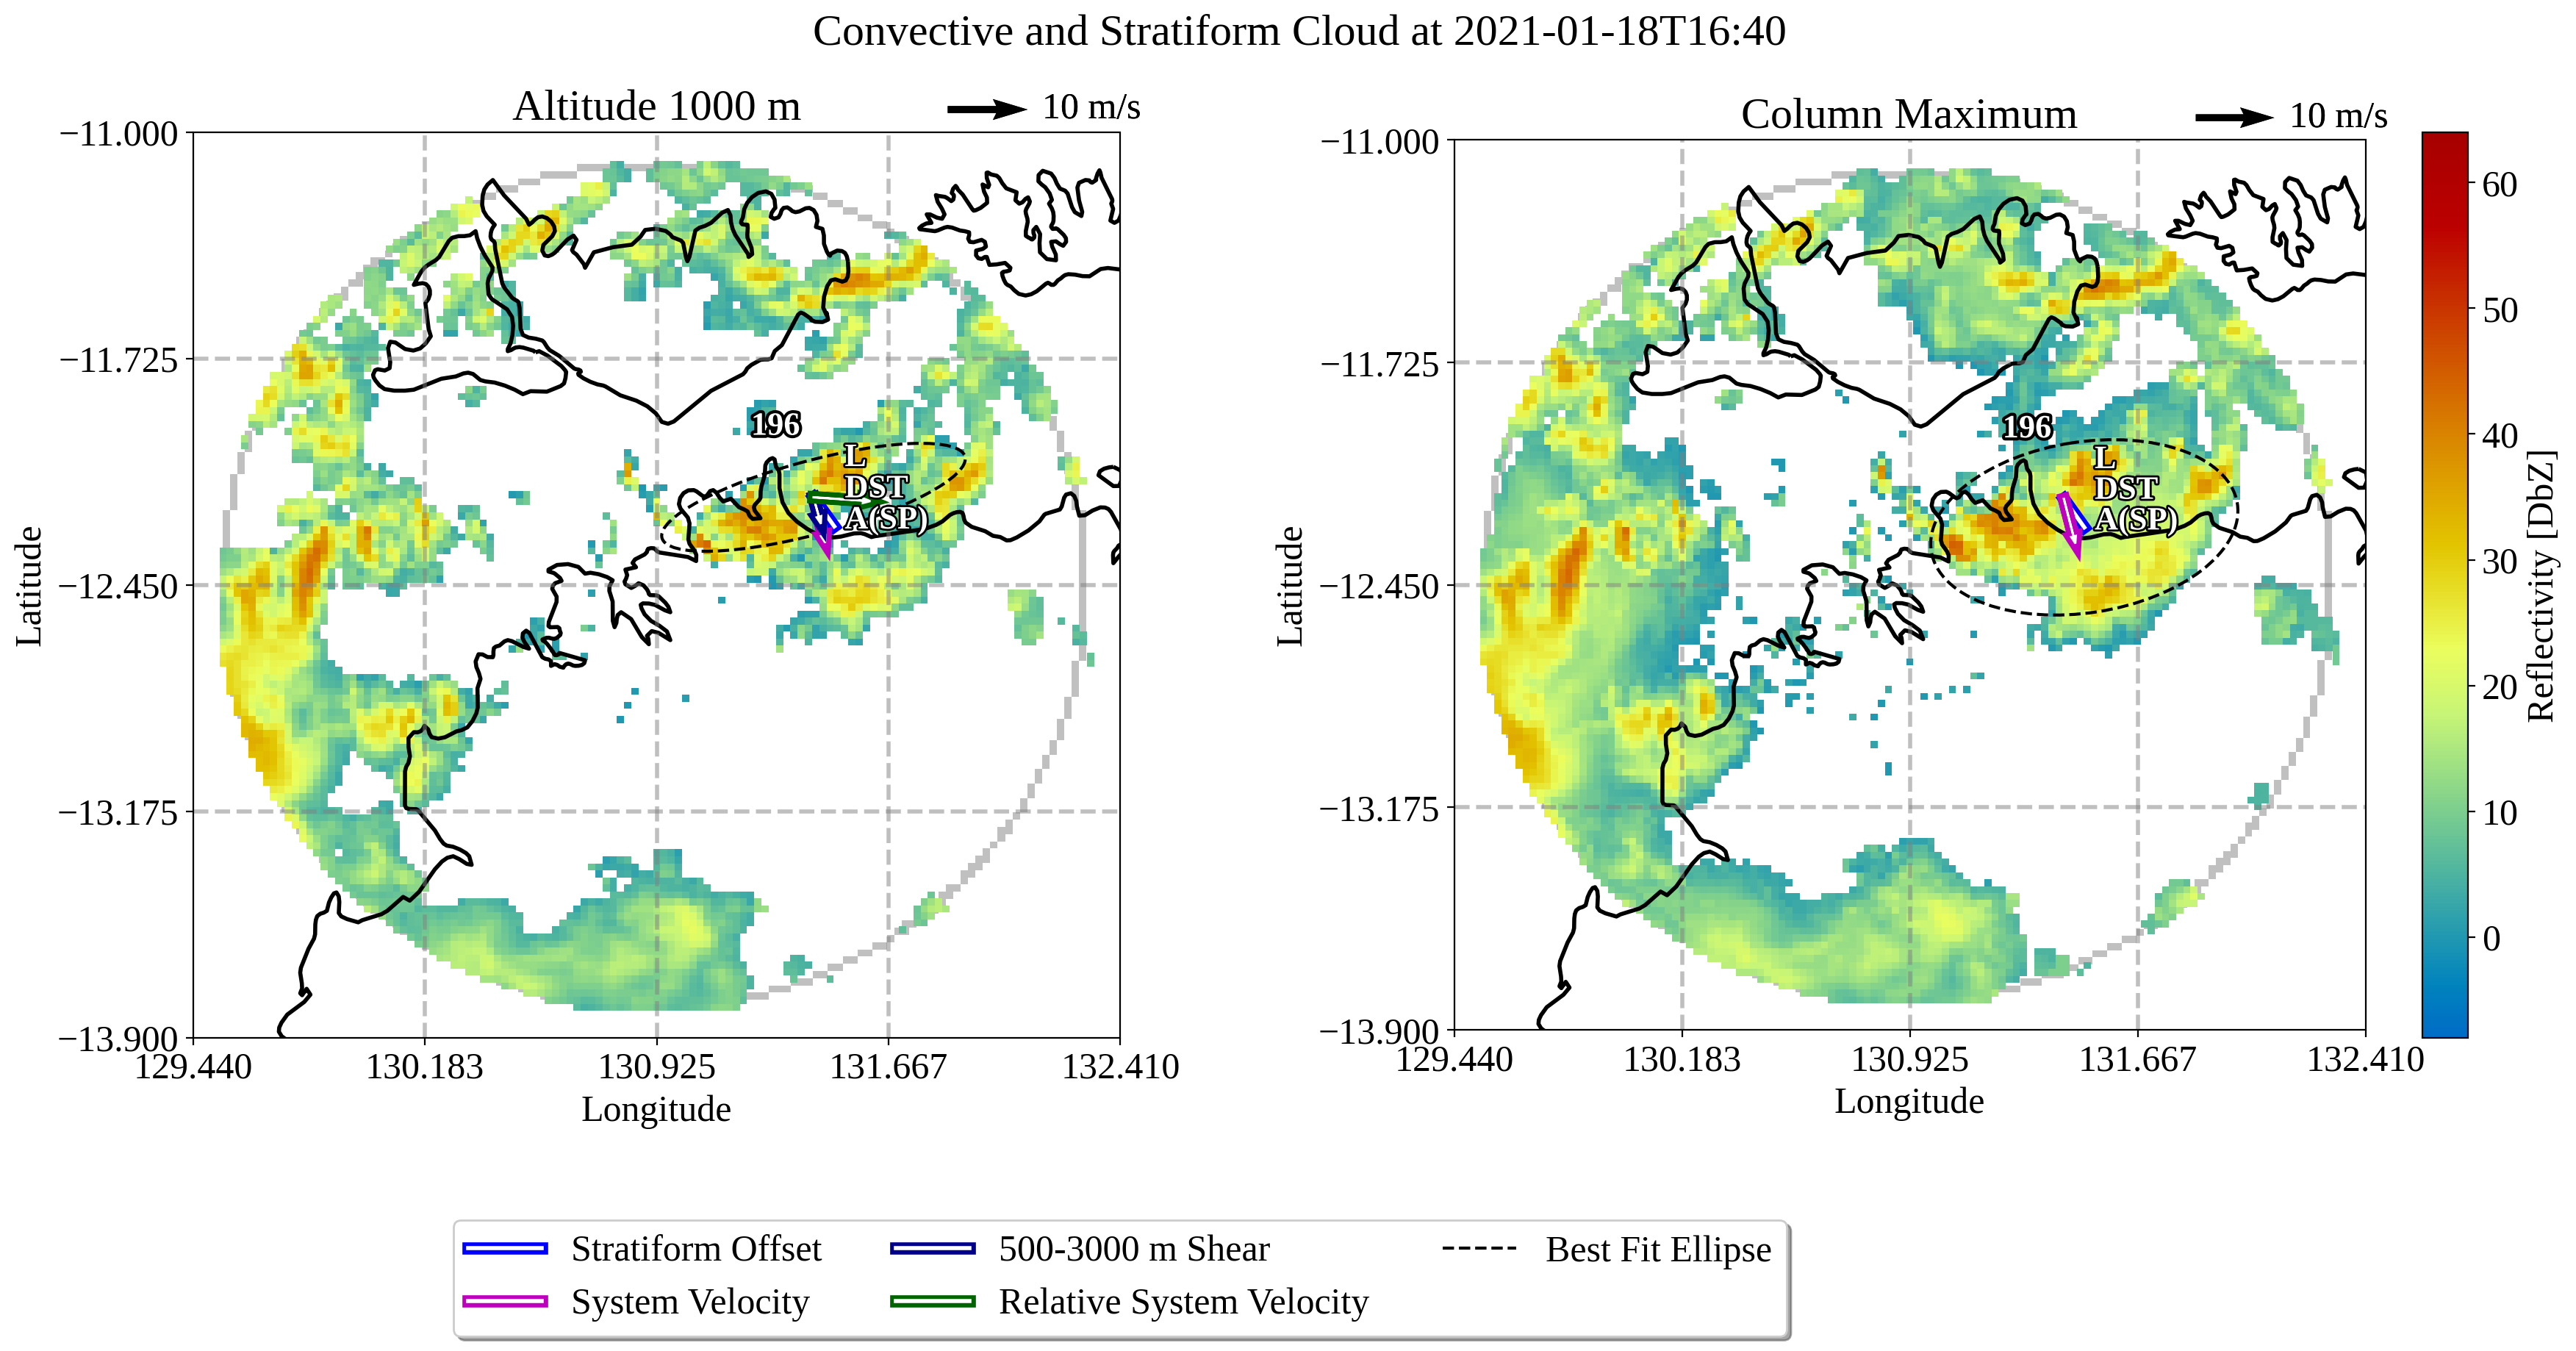 Convective and Stratiform Cloud at 2021-01-18T16:40
Altitude 1000 m
10 m/s
−11.000
−11.725
−12.450
−13.175
−13.900
129.440
130.183
130.925
131.667
132.410
Latitude
Longitude
196
L
DST
A(SP)
Column Maximum
10 m/s
−11.000
−11.725
−12.450
−13.175
−13.900
129.440
130.183
130.925
131.667
132.410
Latitude
Longitude
196
L
DST
A(SP)
60
50
40
30
20
10
0
Reflectivity [DbZ]
Stratiform Offset
System Velocity
500-3000 m Shear
Relative System Velocity
Best Fit Ellipse